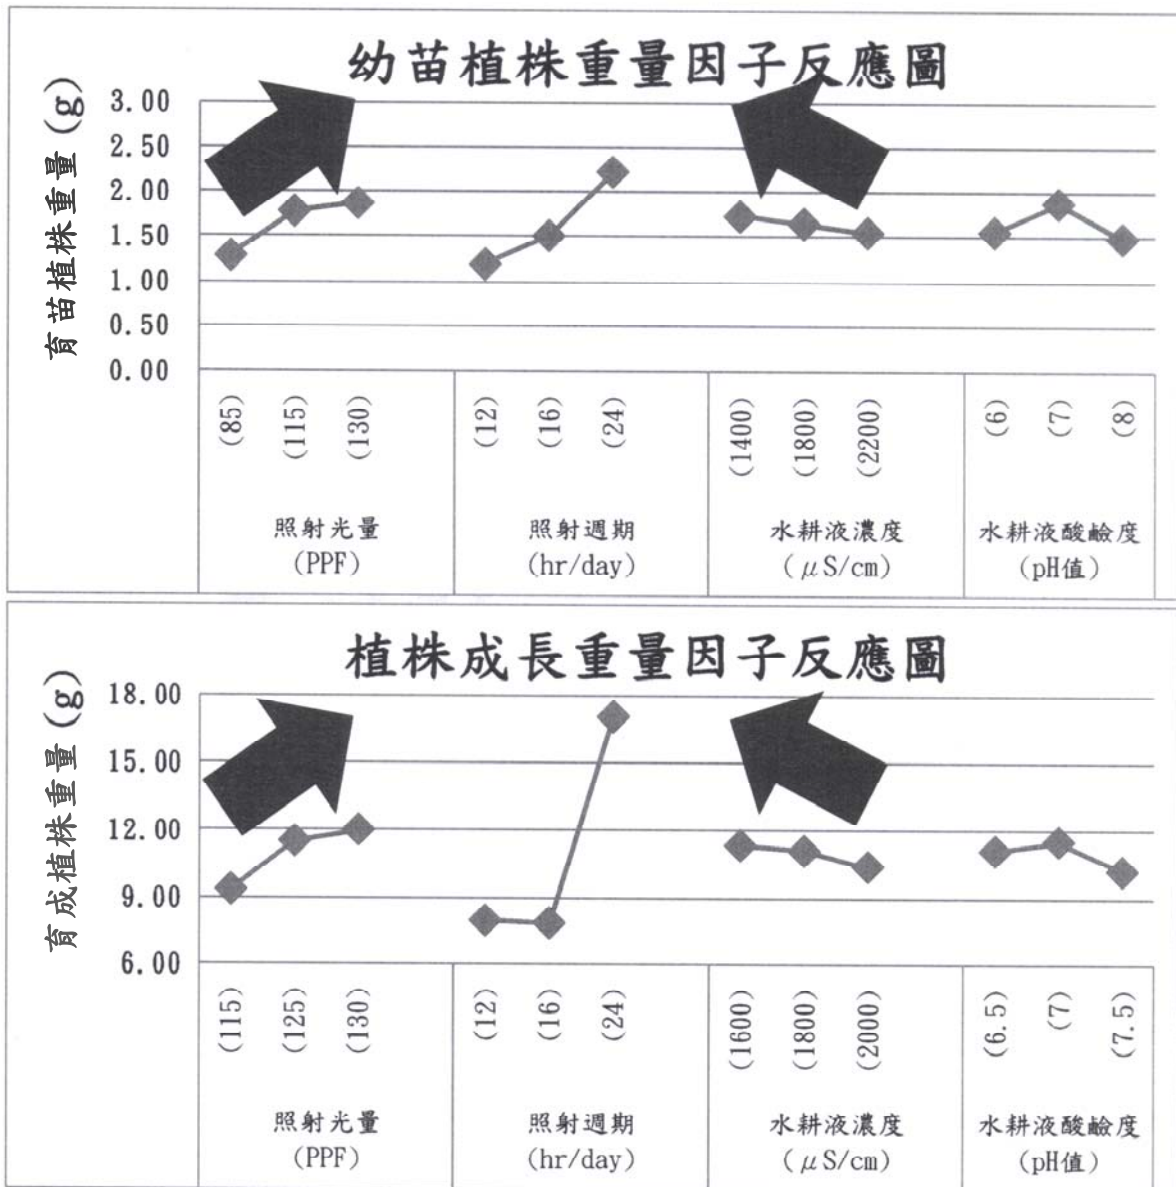 幼苗植株重量因子反應圖
育苗植株重量(g)
3.00
2.50
2.00
1.50
1.00
0.50
0.00
(85)
(115)
(130)
(12)
(16)
(24)
(1400)
(1800)
(2200)
(6)
(7)
(8)
照射光量
(PPF)
照射週期
(hr/day)
水耕液濃度
(μS/cm)
水耕液酸鹼度
(pH值)
植株成長重量因子反應圖
育成植株重量(g)
18.00
15.00
12.00
9.00
6.00
(115)
(125)
(130)
(12)
(16)
(24)
(1600)
(1800)
(2000)
(6.5)
(7)
(7.5)
照射光量
(PPF)
照射週期
(hr/day)
水耕液濃度
(μS/cm)
水耕液酸鹼度
(pH值)